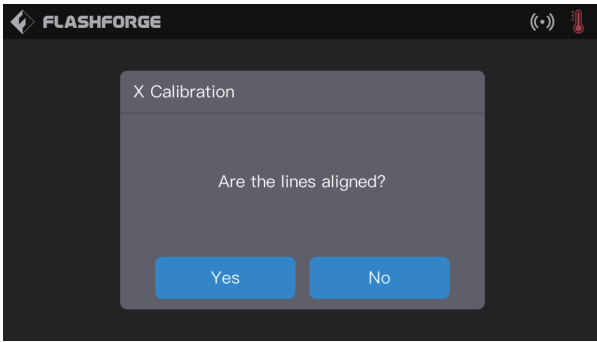 FLASHFORGE
X Calibration
Are the lines aligned?
Yes
No